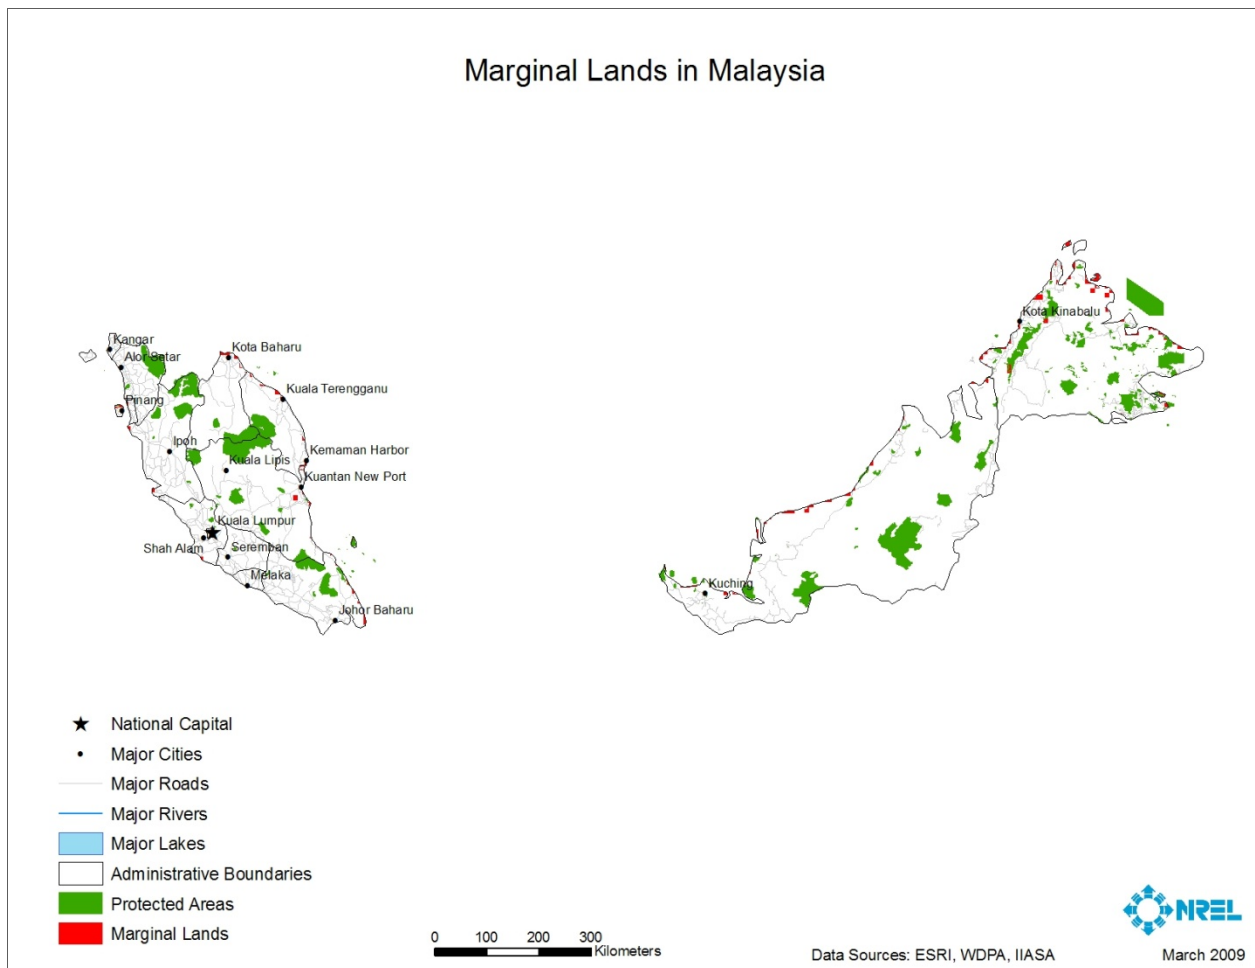 Marginal Lands in Malaysia
Kota Kinabalu
Kangar
Kota Baharu
Alor Setar
Kuala Terengganu
Pinang
Ipoh
Kemaman Harbor
Kuala Lipis
Kuantan New Port
Kuala Lumpur
Shah Alam
Seremban
Melaka
Kuching
Johor Baharu
National Capital
Major Cities
Major Roads
Major Rivers
Major Lakes
Administrative Boundaries
Protected Areas
Marginal Lands
0 100 200 300
Kilometers
NREL
Data Sources: ESRI, WDPA, IIASA
March 2009